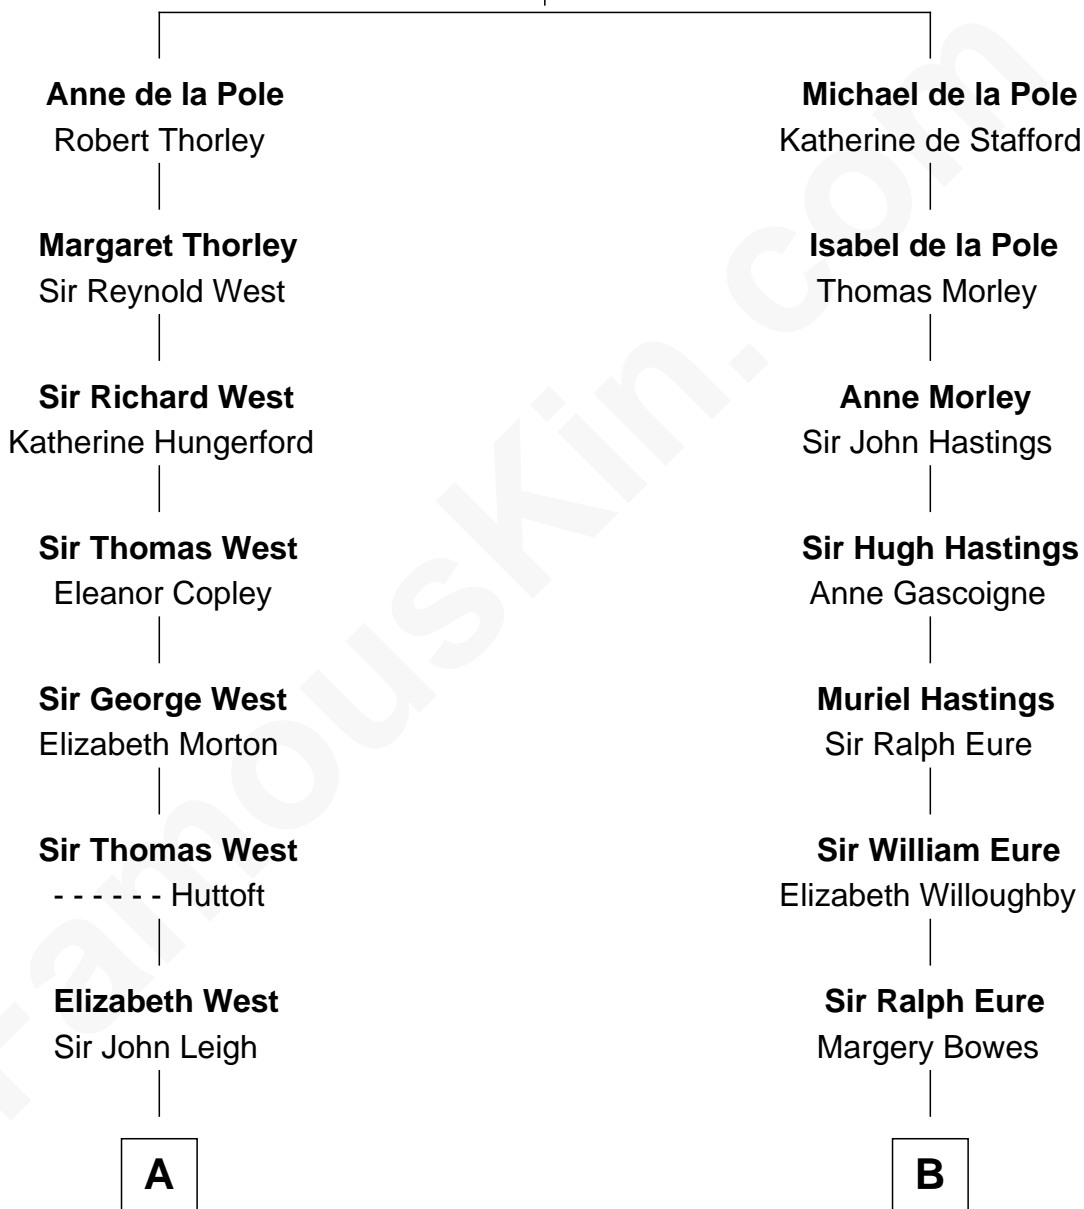 Anne de la Pole
Robert Thorley
Michael de la Pole
Katherine de Stafford
Margaret Thorley
Sir Reynold West
Isabel de la Pole
Thomas Morley
Sir Richard West
Katherine Hungerford
Anne Morley
Sir John Hastings
Sir Thomas West
Eleanor Copley
Sir Hugh Hastings
Anne Gascoigne
Sir George West
Elizabeth Morton
Muriel Hastings
Sir Ralph Eure
Sir Thomas West
- - - - - - Huttoft
Sir William Eure
Elizabeth Willoughby
Elizabeth West
Sir John Leigh
Sir Ralph Eure
Margery Bowes
A
B
FamousKin.com